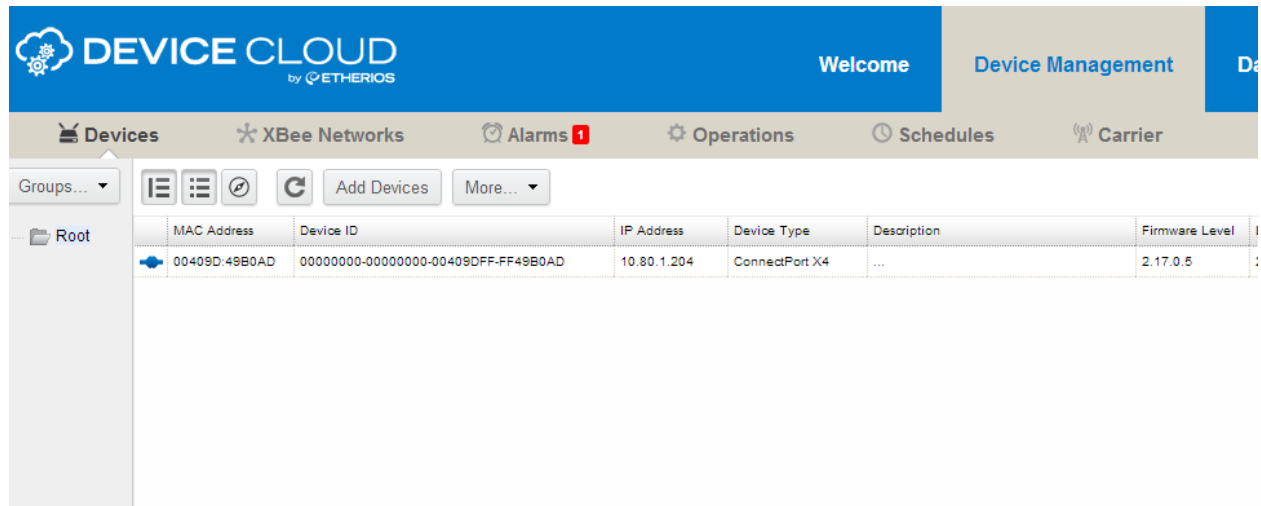 DEVICE CLOUD
by ETHERIOS
Welcome Device Management Da
Devices XBee Networks Alarms 1 Operations Schedules Carrier
Groups... Add Devices More...
Root
MAC Address Device ID IP Address Device Type Description Firmware Level
00409D:49B0AD 00000000-00000000-00409DFF-FF49B0AD 10.80.1.204 ConnectPort X4 ... 2.17.0.5